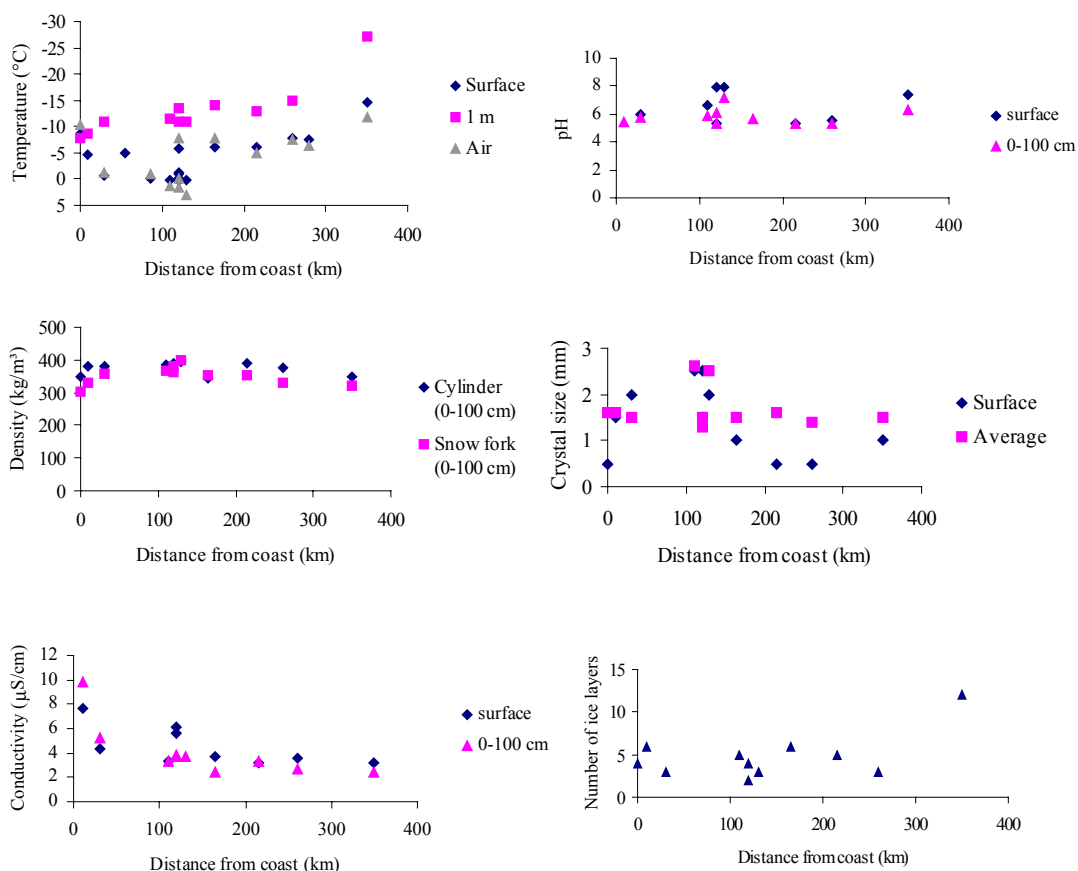 -30
-25
-20
-15
-10
-5
0
5
Temperature (°C)
0 100 200 300 400
Distance from coast (km)
Surface
1 m
Air
10
8
6
4
2
0
pH
0 100 200 300 400
Distance from coast (km)
surface
0-100 cm
500
400
300
200
100
0
Density (kg/m³)
0 100 200 300 400
Distance from coast (km)
Cylinder
(0-100 cm)
Snow fork
(0-100 cm)
3
2
1
0
Crystal size (mm)
0 100 200 300 400
Distance from coast (km)
Surface
Average
12
10
8
6
4
2
0
Conductivity (µS/cm)
0 100 200 300 400
Distance from coast (km)
surface
0-100 cm
15
10
5
0
Number of ice layers
0 100 200 300 400
Distance from coast (km)